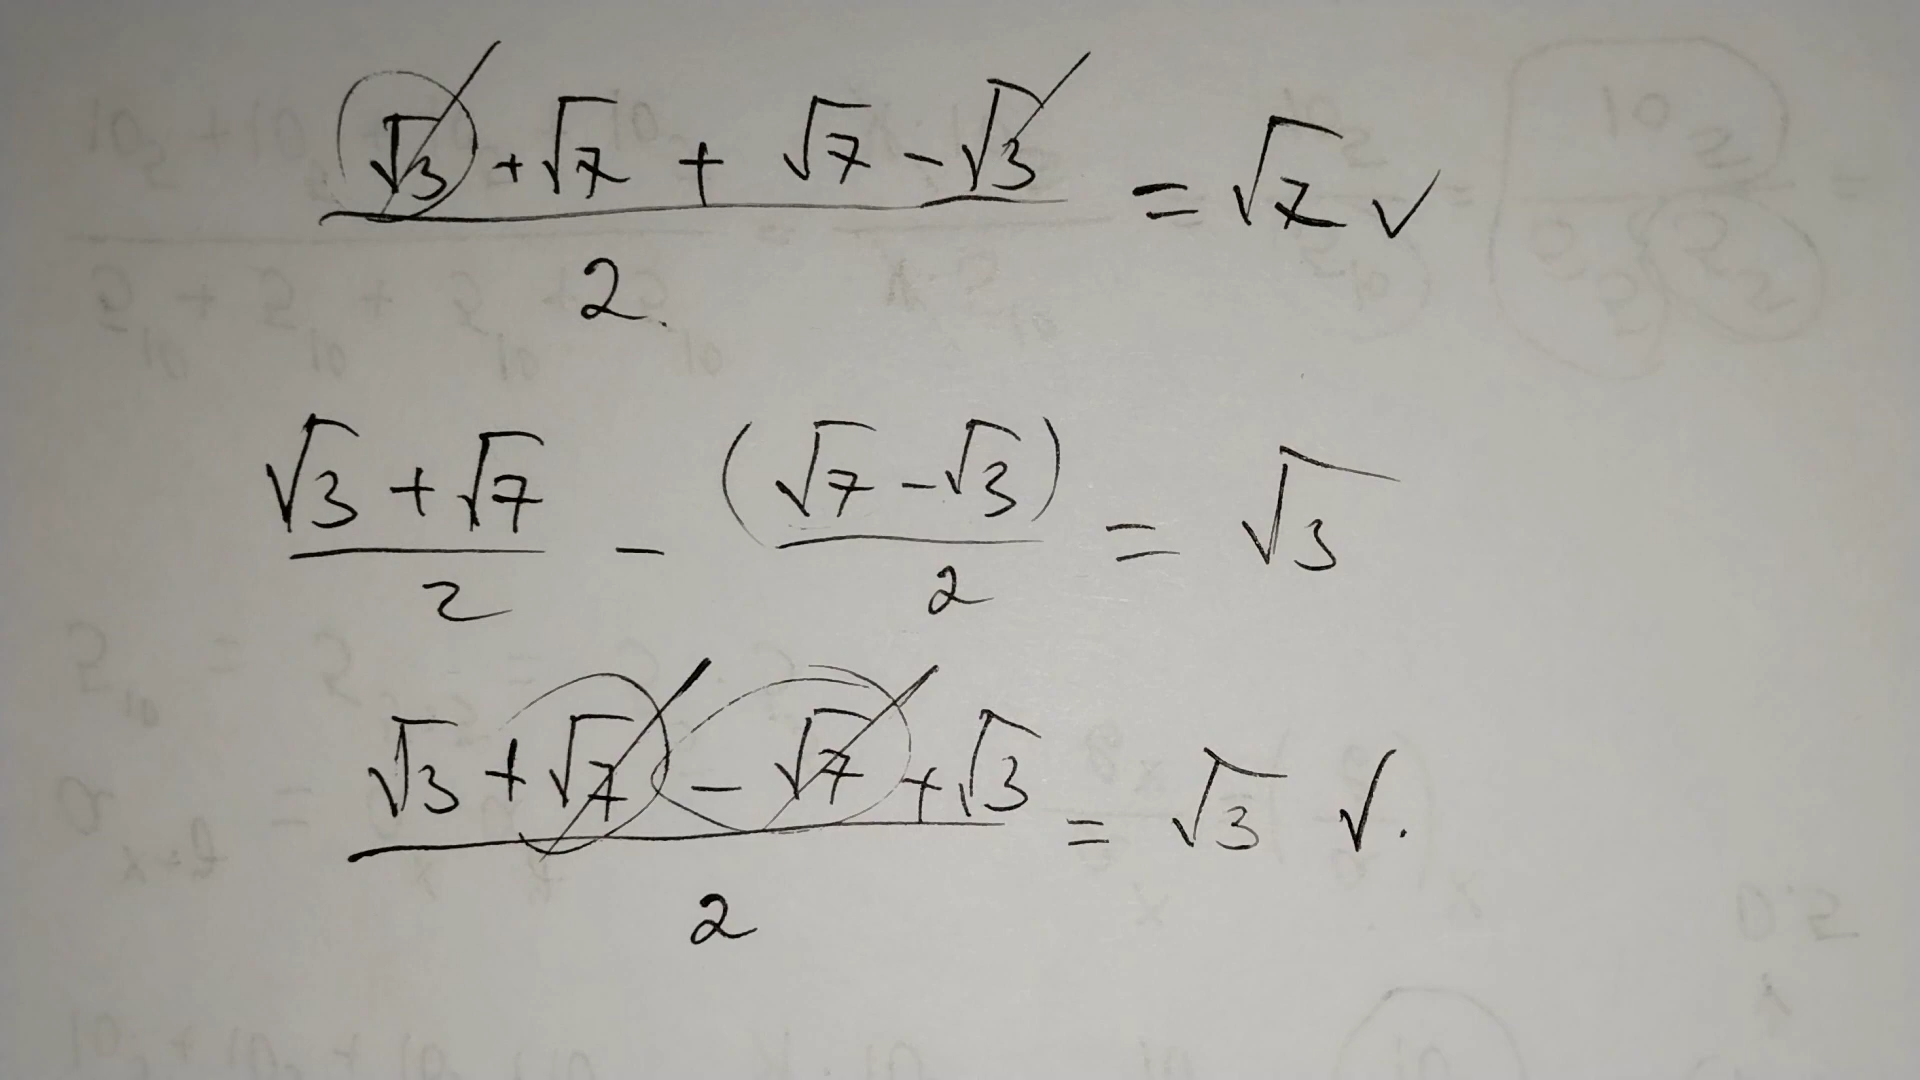 (√3 + √7 + √7 - √3) / 2 = √7 ✓
(√3 + √7) / 2 - (√7 - √3) / 2 = √3
(√3 + √7 - √7 + √3) / 2 = √3 ✓.